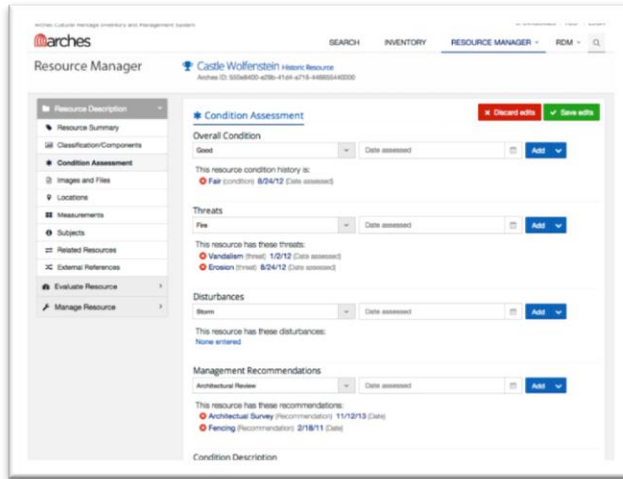 Arches Cultural Heritage Inventory and Management System
arches
SEARCH INVENTORY RESOURCE MANAGER RDM
Resource Manager
Castle Wolfenstein Historic Resource
Arches ID:
Resource Description
Resource Summary
Classification/Components
Condition Assessment
Images and Files
Locations
Measurements
Subjects
Related Resources
External References
Evaluate Resource
Manage Resource
Condition Assessment
Discard edits Save edits
Overall Condition
Good Date assessed Add
This resource condition history is:
Fair (condition) 8/24/12 (Date assessed)
Threats
Fire Date assessed Add
This resource has these threats:
Vandalism (threat) 1/2/12 (Date assessed)
Erosion (threat) 8/24/12 (Date assessed)
Disturbances
Storm Date assessed Add
This resource has these disturbances:
None entered
Management Recommendations
Architectural Review Date assessed Add
This resource has these recommendations:
Architectual Survey (Recommendation) 11/12/13 (Date)
Fencing (Recommendation) 2/18/11 (Date)
Condition Description